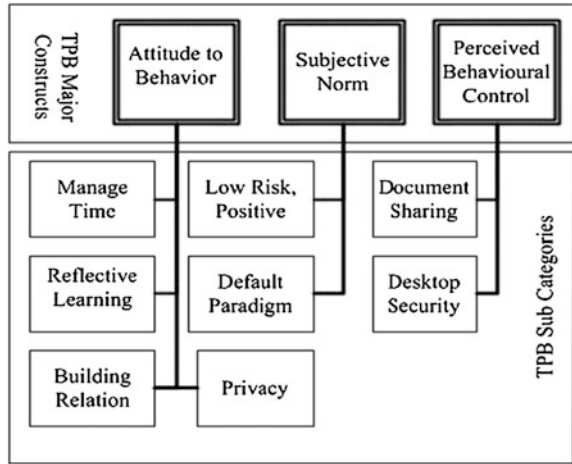 TPB Major
Constructs
Attitude to
Behavior
Subjective
Norm
Perceived
Behavioural
Control
Manage
Time
Low Risk,
Positive
Document
Sharing
Reflective
Learning
Default
Paradigm
Desktop
Security
Building
Relation
Privacy
TPB Sub Categories